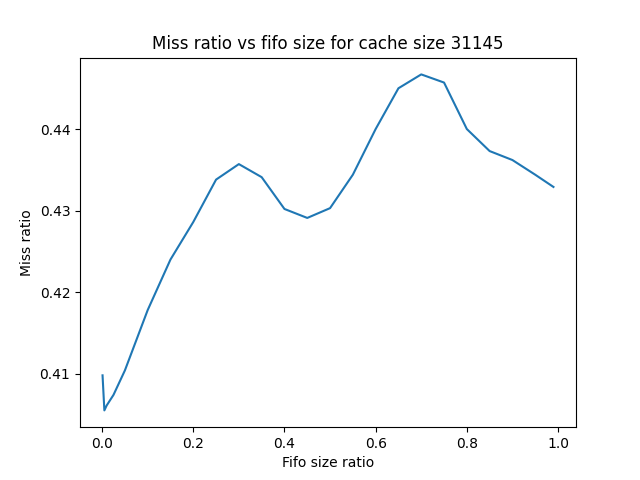 Miss ratio vs fifo size for cache size 31145
0.44
0.43
0.42
0.41
Miss ratio
0.0 0.2 0.4 0.6 0.8 1.0
Fifo size ratio